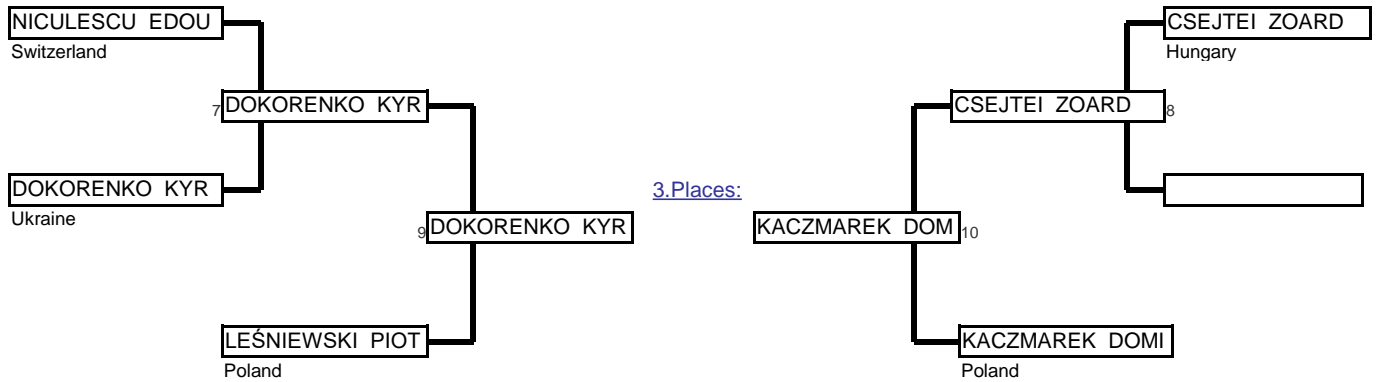 NICULESCU EDOU
Switzerland
CSEJTEI ZOARD
Hungary
7 DOKORENKO KYR
CSEJTEI ZOARD 8
DOKORENKO KYR
Ukraine
3.Places:
9 DOKORENKO KYR
KACZMAREK DOM 10
LEŚNIEWSKI PIOT
Poland
KACZMAREK DOMI
Poland